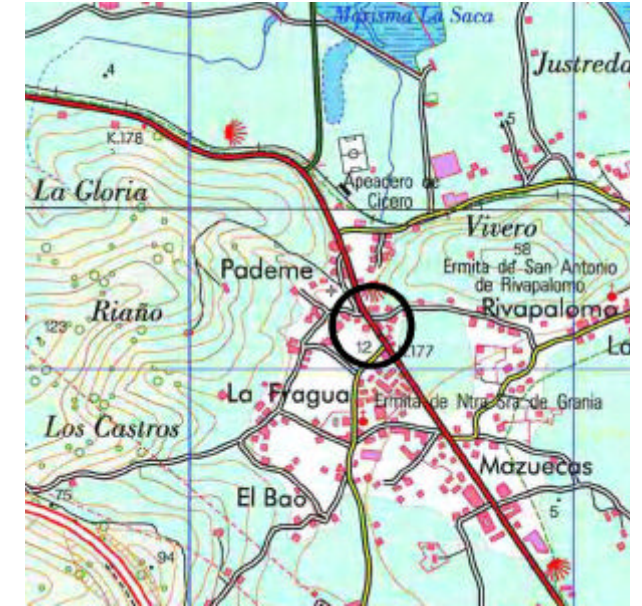 Marisma La Saca
Justreda
4
5
K.178
Apeadero de
Cicero
La Gloria
Vivero
58
Ermita de San Antonio
de Rivapalomo
Pademe
Rivapalomo
Riaño
123
12
177
La
La Fragua
Ermita de Ntra Sra de Grania
Los Castros
Mazuecas
El Bao
75
5
94